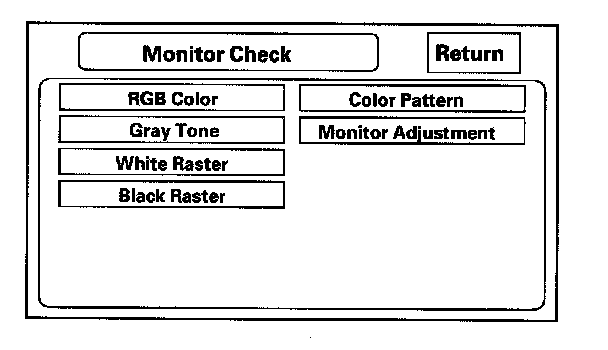 Monitor Check
Return
RGB Color
Color Pattern
Gray Tone
Monitor Adjustment
White Raster
Black Raster